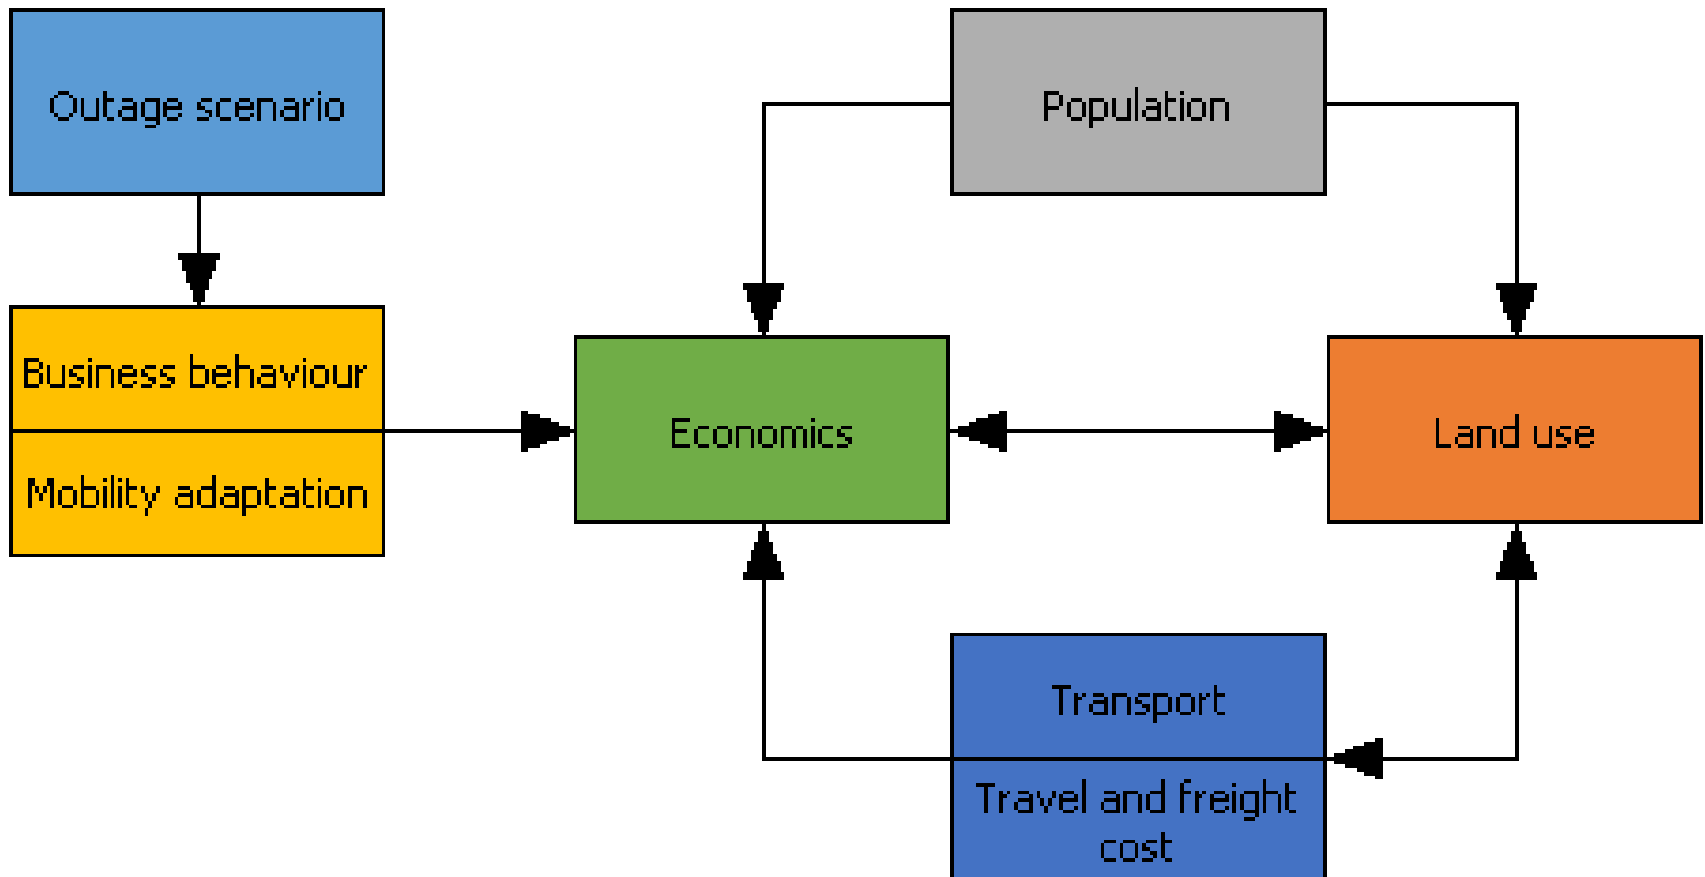 Outage scenario
Population
Business behaviour
Mobility adaptation
Economics
Land use
Transport
Travel and freight
cost